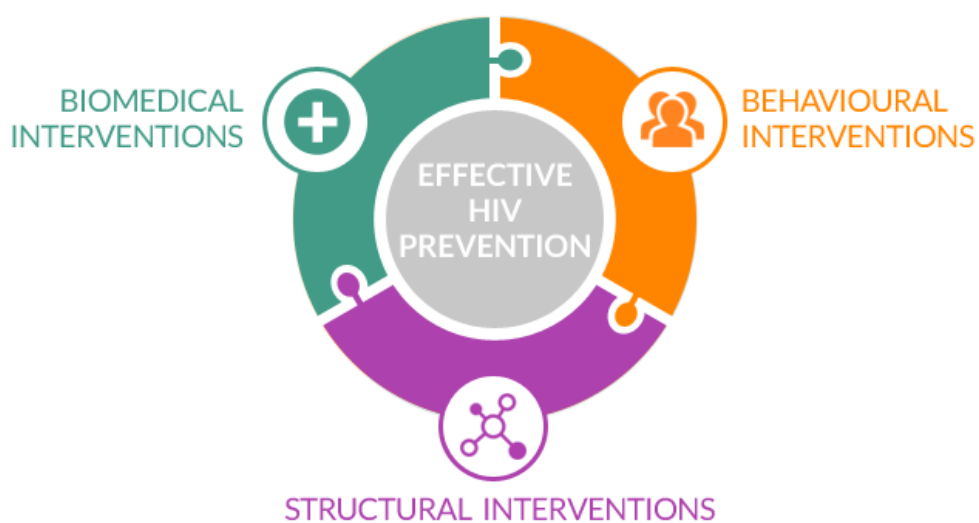 BIOMEDICAL
INTERVENTIONS
BEHAVIOURAL
INTERVENTIONS
EFFECTIVE
HIV
PREVENTION
STRUCTURAL INTERVENTIONS